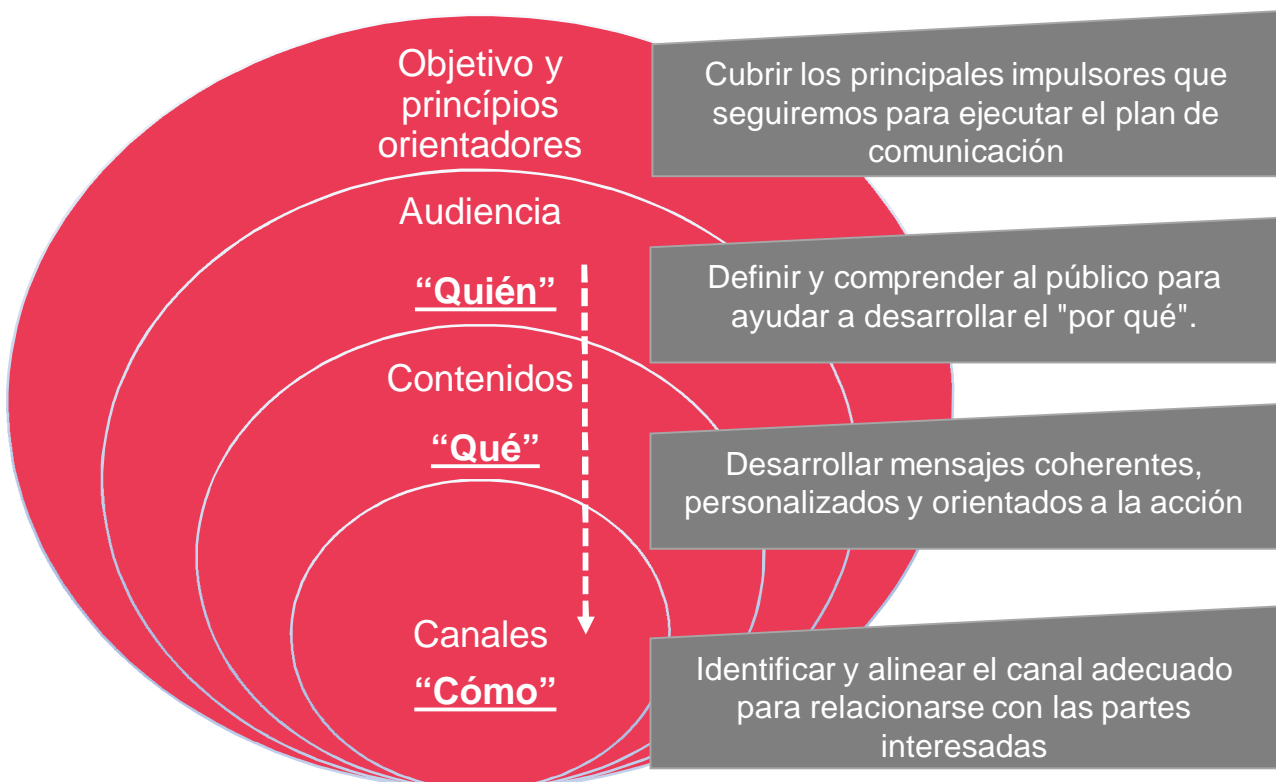 Objetivo y
princípios
orientadores
Cubrir los principales impulsores que
seguiremos para ejecutar el plan de
comunicación
Audiencia
“Quién”
Definir y comprender al público para
ayudar a desarrollar el "por qué".
Contenidos
“Qué”
Desarrollar mensajes coherentes,
personalizados y orientados a la acción
Canales
“Cómo”
Identificar y alinear el canal adecuado
para relacionarse con las partes
interesadas